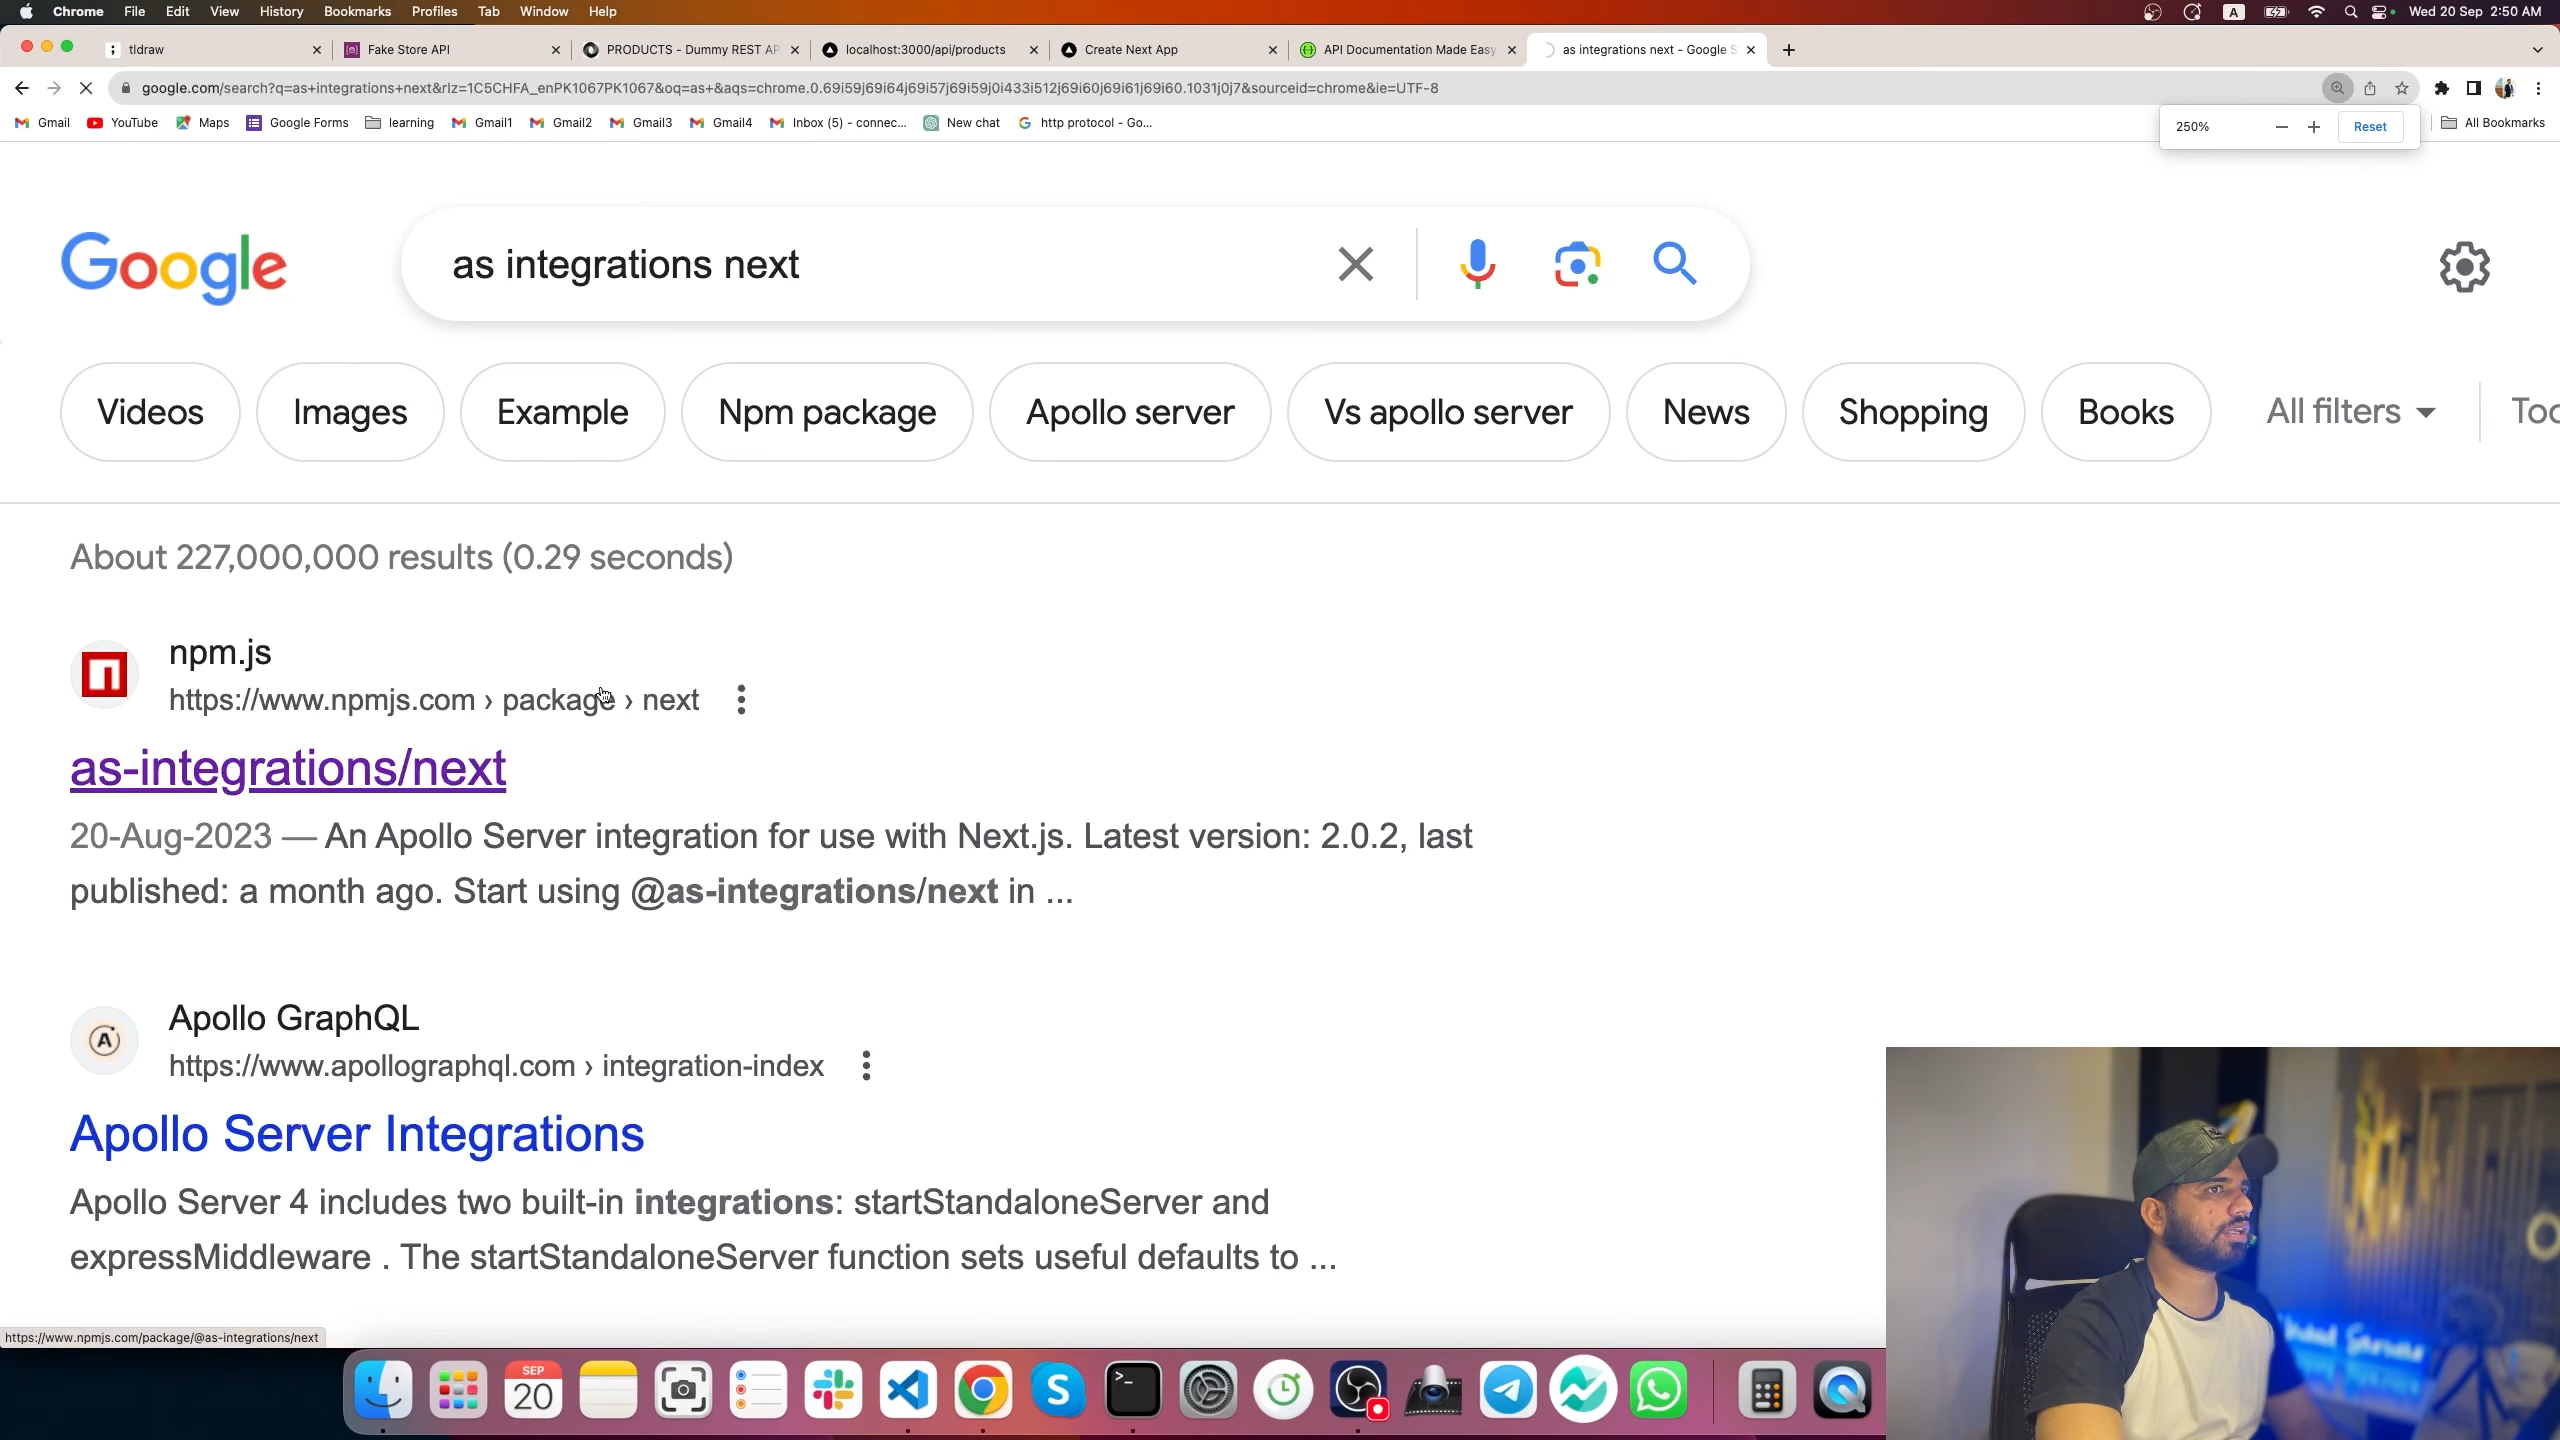 Chrome File Edit View History Bookmarks Profiles Tab Window Help
A Wed 20 Sep 2:50 AM
tldraw Fake Store API PRODUCTS - Dummy REST AP localhost:3000/api/products Create Next App API Documentation Made Easy as integrations next - Google S
google.com/search?q=as+integrations+next&rlz=1C5CHFA_enPK1067PK1067&oq=as+&aqs=chrome.0.69i59j69i64j69i57j69i59j0i433i512j69i60j69i61j69i60.1031j0j7&sourceid=chrome&ie=UTF-8
Gmail YouTube Maps Google Forms learning Gmail1 Gmail2 Gmail3 Gmail4 Inbox (5) - connec... New chat http protocol - Go... All Bookmarks
250% Reset
Google
as integrations next
Videos Images Example Npm package Apollo server Vs apollo server News Shopping Books All filters Too
About 227,000,000 results (0.29 seconds)
npm.js
https://www.npmjs.com › package › next
as-integrations/next
20-Aug-2023 — An Apollo Server integration for use with Next.js. Latest version: 2.0.2, last
published: a month ago. Start using @as-integrations/next in ...
Apollo GraphQL
https://www.apollographql.com › integration-index
Apollo Server Integrations
Apollo Server 4 includes two built-in integrations: startStandaloneServer and
expressMiddleware . The startStandaloneServer function sets useful defaults to ...
https://www.npmjs.com/package/@as-integrations/next
SEP
20